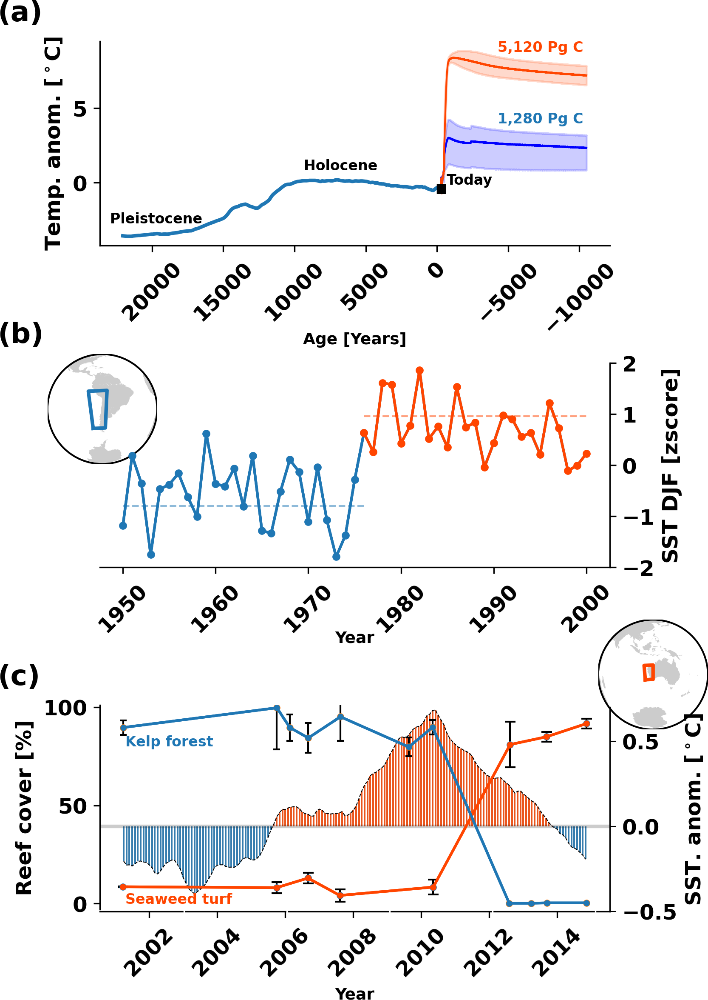 (a)
Temp. anom. [°C]
5
0
5,120 Pg C
1,280 Pg C
Holocene
Today
Pleistocene
20000
15000
10000
5000
0
−5000
−10000
Age [Years]
(b)
2
1
0
−1
−2
SST DJF [zscore]
1950
1960
1970
1980
1990
2000
Year
(c)
Reef cover [%]
100
50
0
Kelp forest
Seaweed turf
0.5
0.0
−0.5
SST. anom. [°C]
2002
2004
2006
2008
2010
2012
2014
Year